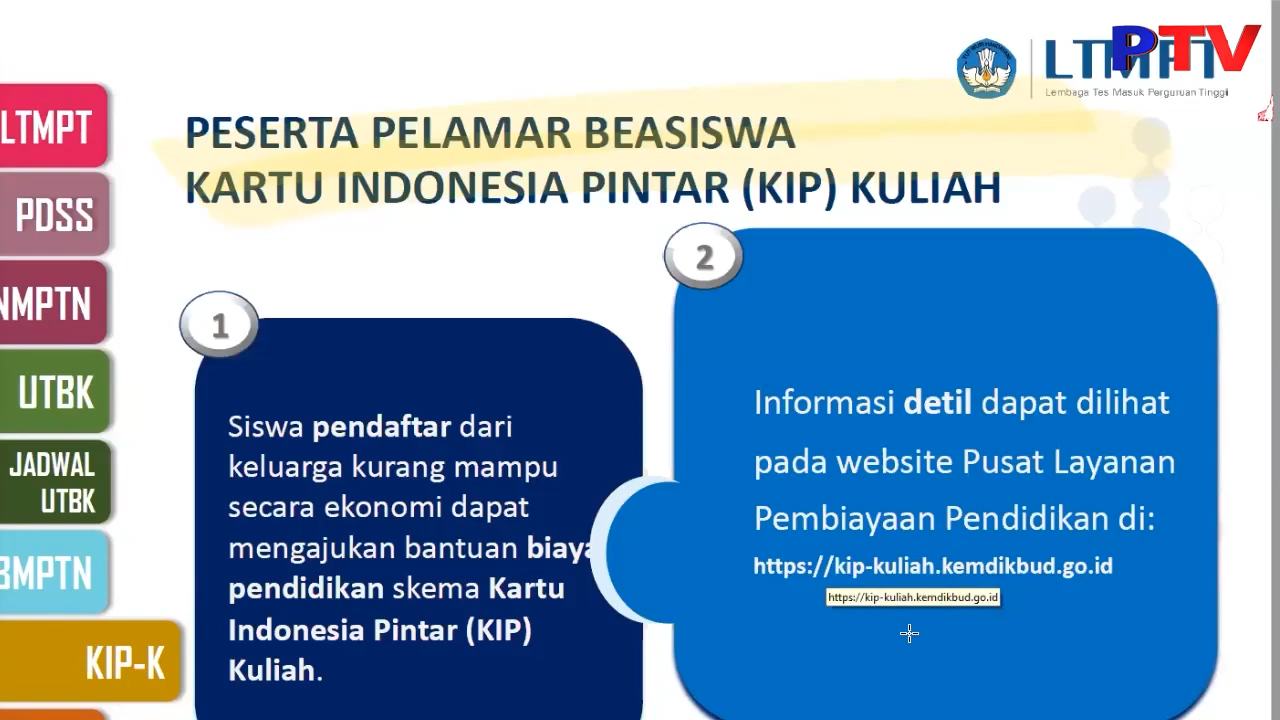 LTMPT
PTV
Lembaga Tes Masuk Perguruan Tinggi
PESERTA PELAMAR BEASISWA
KARTU INDONESIA PINTAR (KIP) KULIAH
LTMPT
PDSS
NMPTN
UTBK
JADWAL
UTBK
BMPTN
KIP-K
1
Siswa pendaftar dari
keluarga kurang mampu
secara ekonomi dapat
mengajukan bantuan biaya
pendidikan skema Kartu
Indonesia Pintar (KIP)
Kuliah.
2
Informasi detil dapat dilihat
pada website Pusat Layanan
Pembiayaan Pendidikan di:
https://kip-kuliah.kemdikbud.go.id
https://kip-kuliah.kemdikbud.go.id